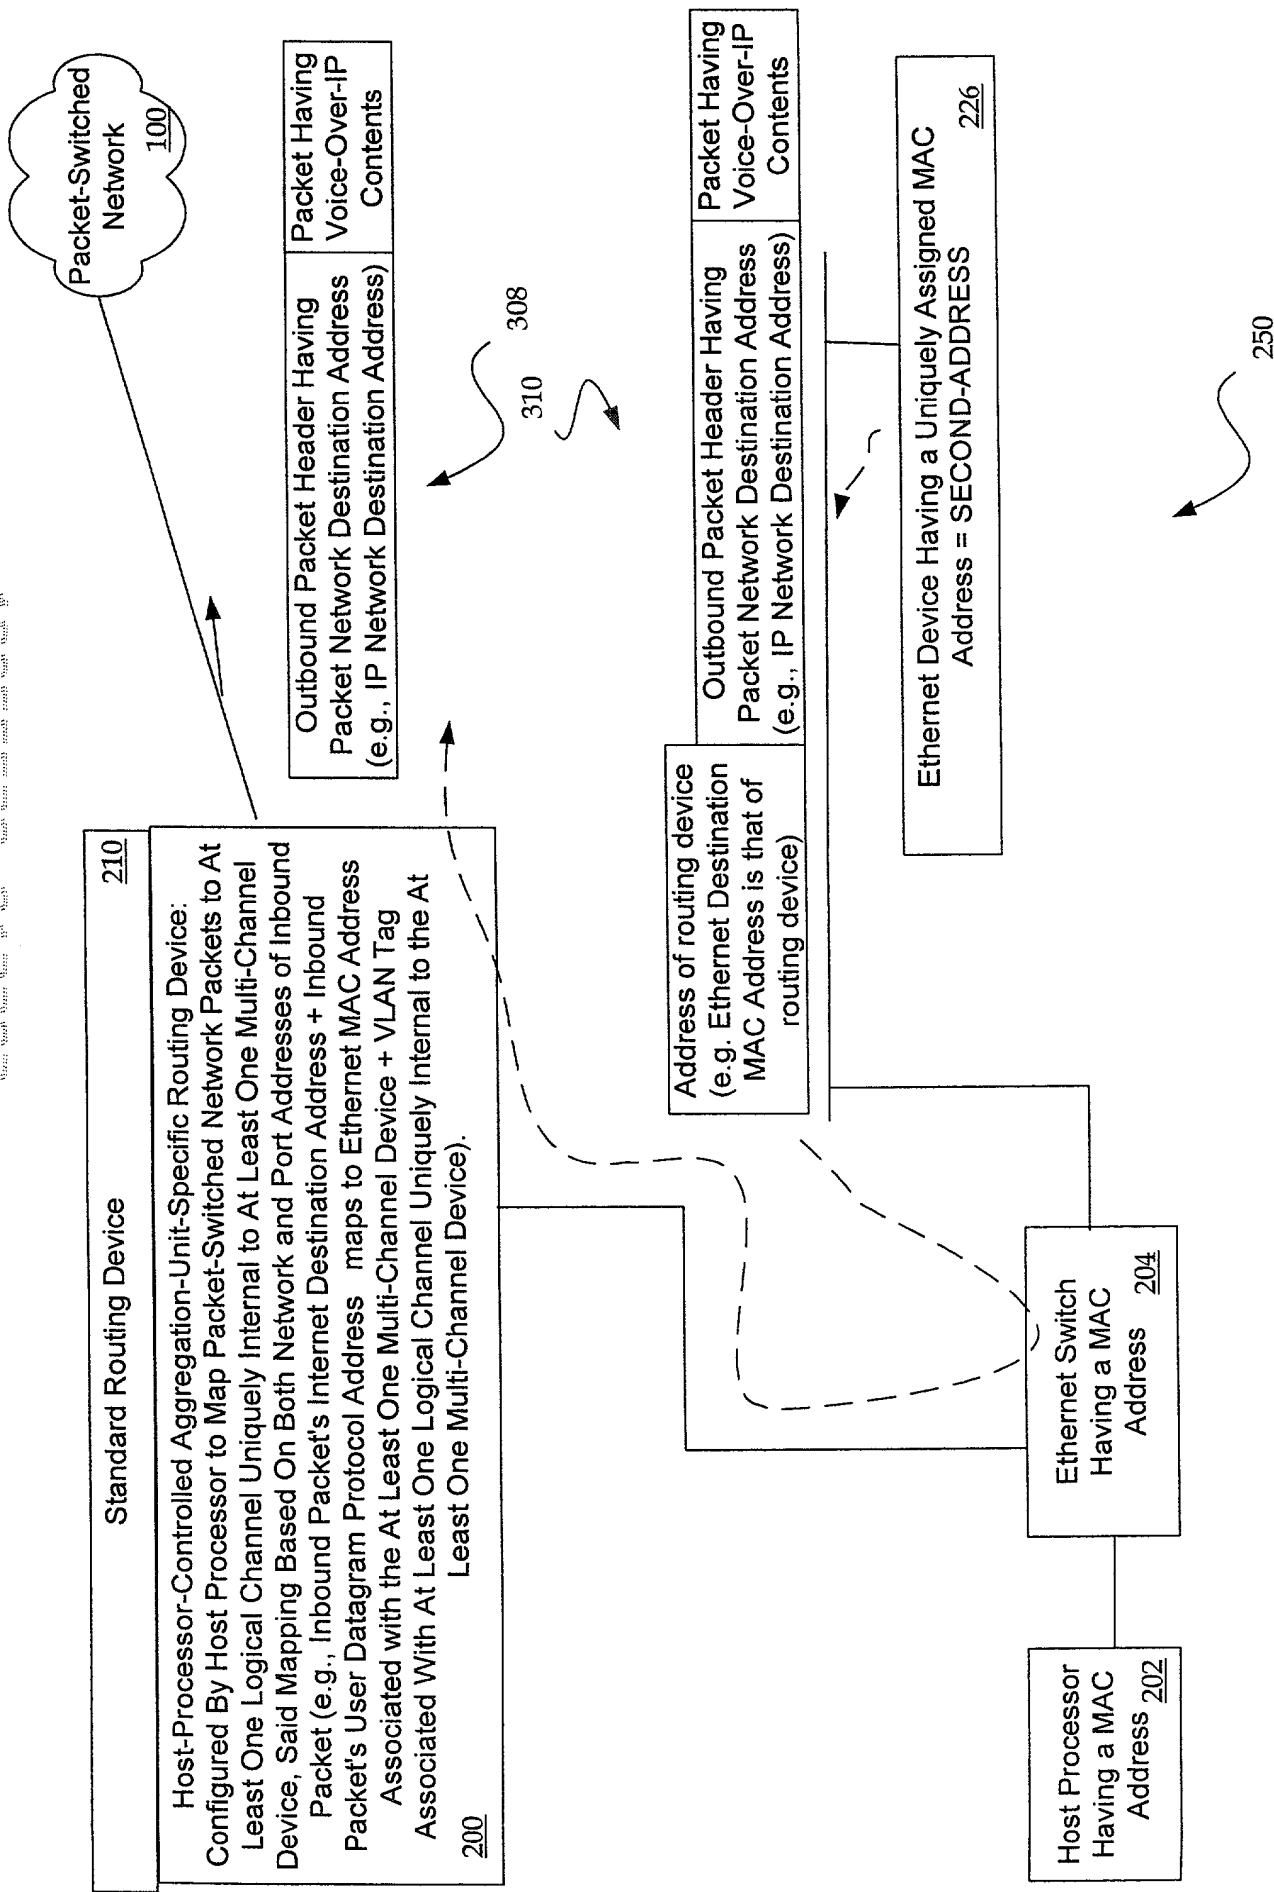 Packet-Switched
Network
100
Standard Routing Device
210
Host-Processor-Controlled Aggregation-Unit-Specific Routing Device:
Configured By Host Processor to Map Packet-Switched Network Packets to At
Least One Logical Channel Uniquely Internal to At Least One Multi-Channel
Device, Said Mapping Based On Both Network and Port Addresses of Inbound
Packet (e.g., Inbound Packet's Internet Destination Address + Inbound
Packet's User Datagram Protocol Address maps to Ethernet MAC Address
Associated with the At Least One Multi-Channel Device + VLAN Tag
Associated With At Least One Logical Channel Uniquely Internal to the At
Least One Multi-Channel Device).
200
Outbound Packet Header Having
Packet Network Destination Address
(e.g., IP Network Destination Address)
Packet Having
Voice-Over-IP
Contents
308
310
Address of routing device
(e.g. Ethernet Destination
MAC Address is that of
routing device)
Outbound Packet Header Having
Packet Network Destination Address
(e.g., IP Network Destination Address)
Packet Having
Voice-Over-IP
Contents
Ethernet Device Having a Uniquely Assigned MAC
Address = SECOND-ADDRESS
226
Host Processor
Having a MAC
Address 202
Ethernet Switch
Having a MAC
Address 204
250